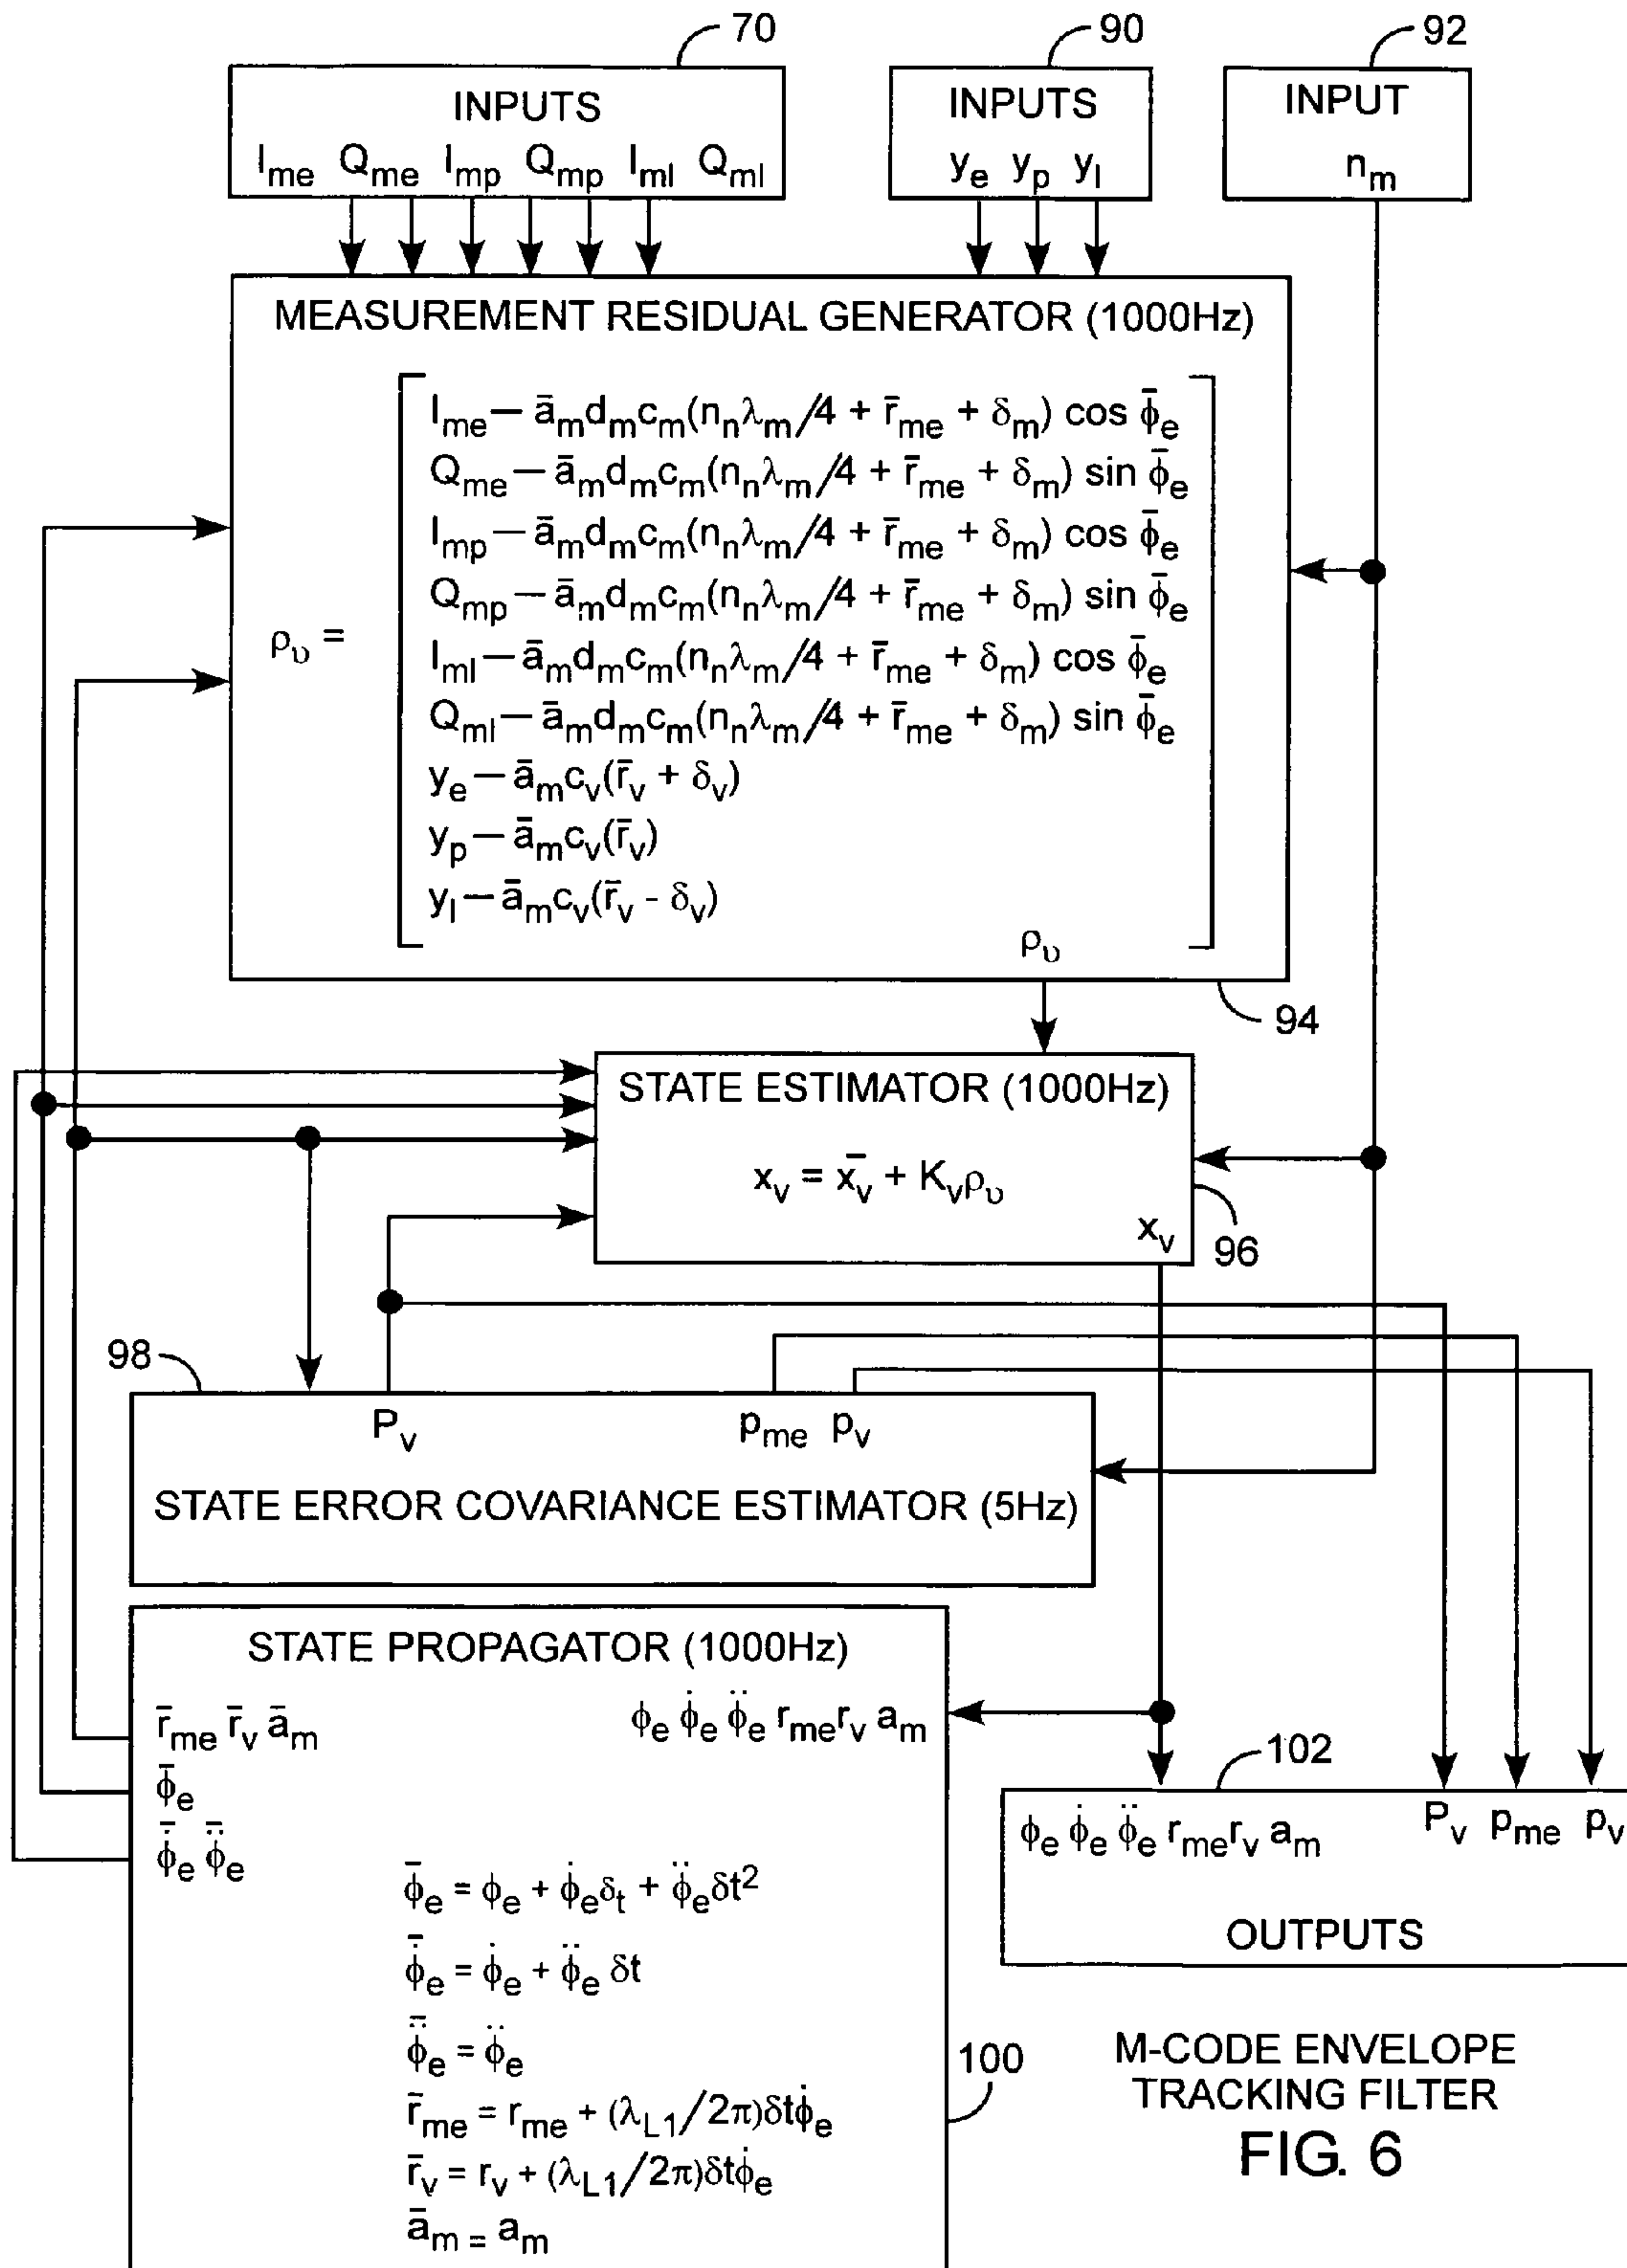 70
90
92
INPUTS
I_me Q_me I_mp Q_mp I_ml Q_ml
INPUTS
y_e y_p y_l
INPUT
n_m
MEASUREMENT RESIDUAL GENERATOR (1000Hz)
ρ_υ =
I_me — ā_m d_m c_m(n_n λ_m/4 + r̄_me + δ_m) cos ϕ̄_e
Q_me — ā_m d_m c_m(n_n λ_m/4 + r̄_me + δ_m) sin ϕ̄_e
I_mp — ā_m d_m c_m(n_n λ_m/4 + r̄_me + δ_m) cos ϕ̄_e
Q_mp — ā_m d_m c_m(n_n λ_m/4 + r̄_me + δ_m) sin ϕ̄_e
I_ml — ā_m d_m c_m(n_n λ_m/4 + r̄_me + δ_m) cos ϕ̄_e
Q_ml — ā_m d_m c_m(n_n λ_m/4 + r̄_me + δ_m) sin ϕ̄_e
y_e — ā_m c_v(r̄_v + δ_v)
y_p — ā_m c_v(r̄_v)
y_l — ā_m c_v(r̄_v - δ_v)
ρ_υ
94
STATE ESTIMATOR (1000Hz)
x_v = x̄_v + K_v ρ_υ
x_v
96
98
P_v p_me p_v
STATE ERROR COVARIANCE ESTIMATOR (5Hz)
STATE PROPAGATOR (1000Hz)
r̄_me r̄_v ā_m
ϕ_e ϕ̇_e ϕ̈_e r_me r_v a_m
ϕ̄_e
ϕ̇̄_e ϕ̈̄_e
ϕ̄_e = ϕ_e + ϕ̇_e δ_t + ϕ̈_e δt²
ϕ̇̄_e = ϕ̇_e + ϕ̈_e δt
ϕ̈̄_e = ϕ̈_e
r̄_me = r_me + (λ_L1/2π)δtϕ̇_e
r̄_v = r_v + (λ_L1/2π)δtϕ̇_e
ā_m = a_m
100
102
ϕ_e ϕ̇_e ϕ̈_e r_me r_v a_m P_v p_me p_v
OUTPUTS
M-CODE ENVELOPE
TRACKING FILTER
FIG. 6